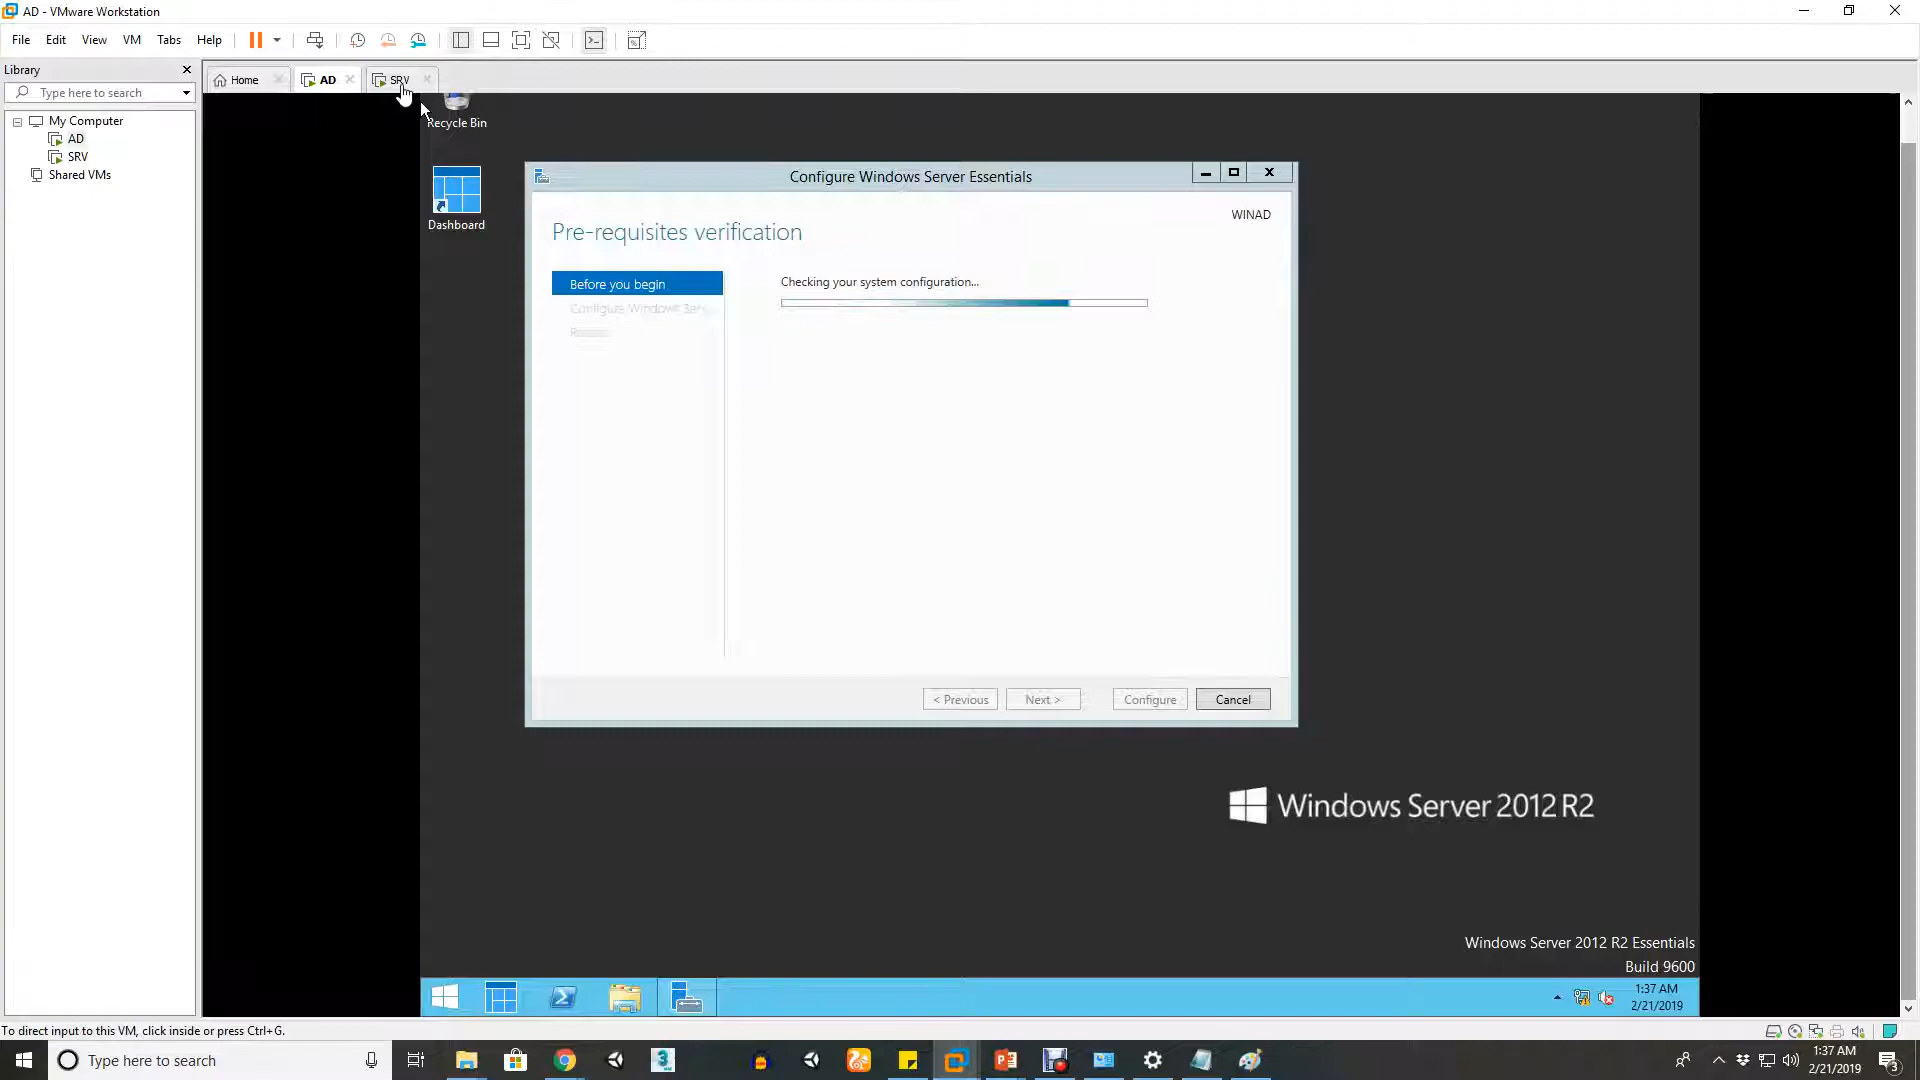 AD - VMware Workstation
File Edit View VM Tabs Help
Library
Type here to search
My Computer
AD
SRV
Shared VMs
Home
AD
SRV
Recycle Bin
Dashboard
Configure Windows Server Essentials
WINAD
Pre-requisites verification
Before you begin
Configure Windows Serv
Checking your system configuration...
< Previous
Next >
Configure
Cancel
Windows Server 2012 R2
Windows Server 2012 R2 Essentials
Build 9600
1:37 AM
2/21/2019
To direct input to this VM, click inside or press Ctrl+G.
Type here to search
1:37 AM
2/21/2019
3